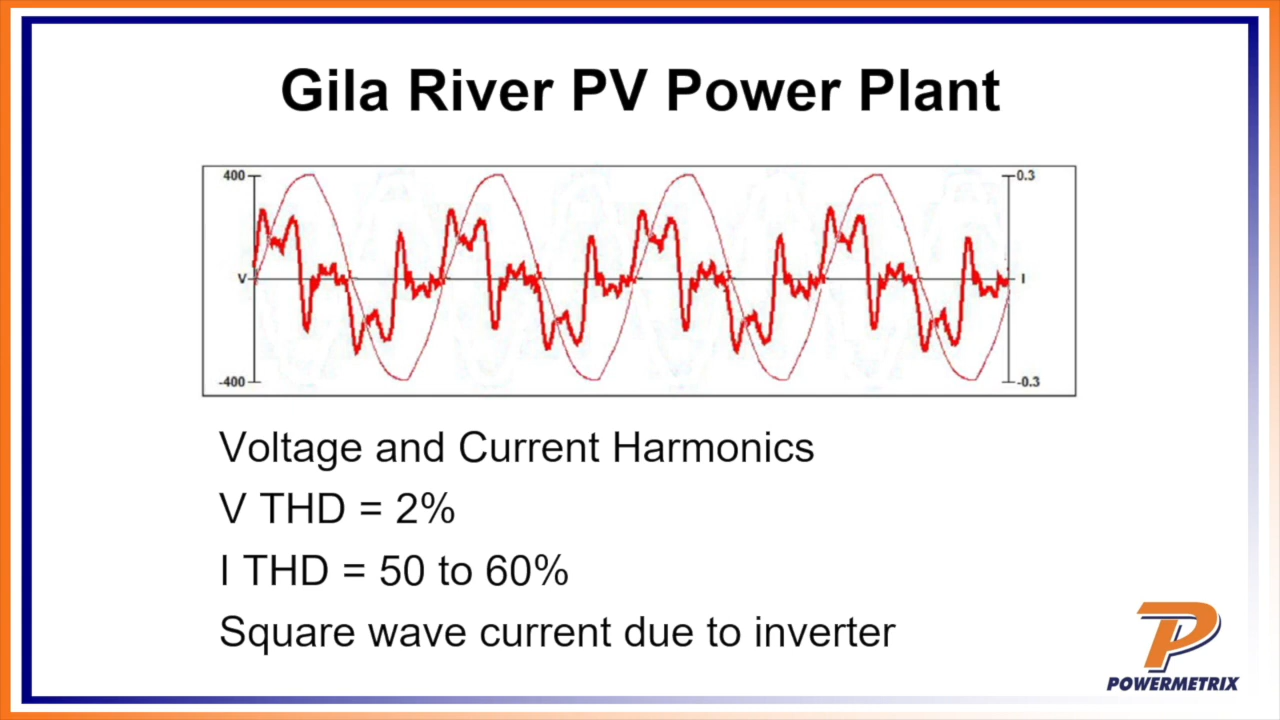 Gila River PV Power Plant
400
0.3
V
I
-400
-0.3
Voltage and Current Harmonics
V THD = 2%
I THD = 50 to 60%
Square wave current due to inverter
P
POWERMETRIX